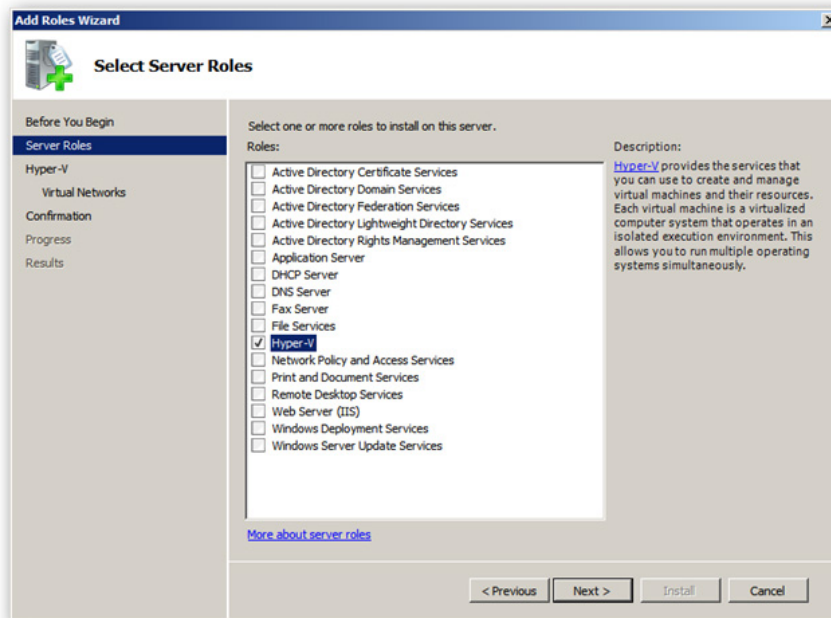 Add Roles Wizard
Select Server Roles
Before You Begin
Server Roles
Hyper-V
Virtual Networks
Confirmation
Progress
Results
Select one or more roles to install on this server.
Roles:
Active Directory Certificate Services
Active Directory Domain Services
Active Directory Federation Services
Active Directory Lightweight Directory Services
Active Directory Rights Management Services
Application Server
DHCP Server
DNS Server
Fax Server
File Services
Hyper-V
Network Policy and Access Services
Print and Document Services
Remote Desktop Services
Web Server (IIS)
Windows Deployment Services
Windows Server Update Services
More about server roles
Description:
Hyper-V provides the services that
you can use to create and manage
virtual machines and their resources.
Each virtual machine is a virtualized
computer system that operates in an
isolated execution environment. This
allows you to run multiple operating
systems simultaneously.
< Previous
Next >
Install
Cancel